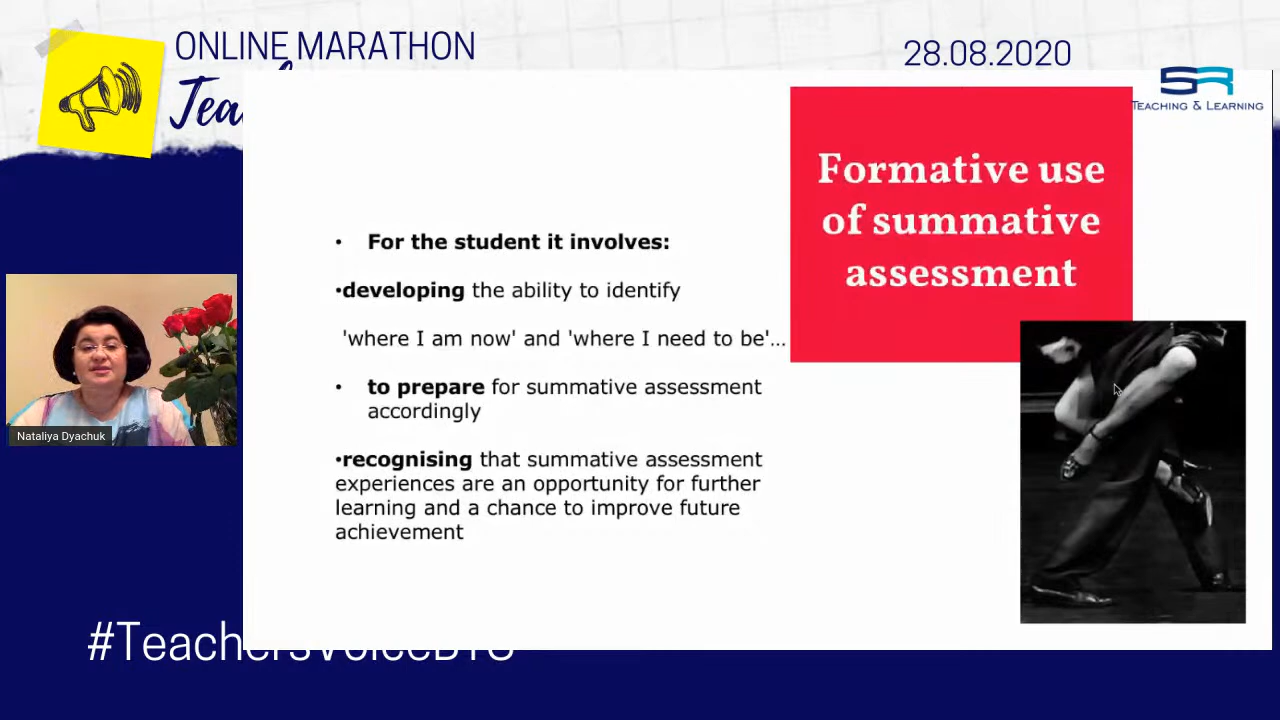 ONLINE MARATHON
28.08.2020
SR
TEACHING & LEARNING
Formative use
of summative
assessment
• For the student it involves:
•developing the ability to identify
'where I am now' and 'where I need to be'...
• to prepare for summative assessment
accordingly
•recognising that summative assessment
experiences are an opportunity for further
learning and a chance to improve future
achievement
Nataliya Dyachuk